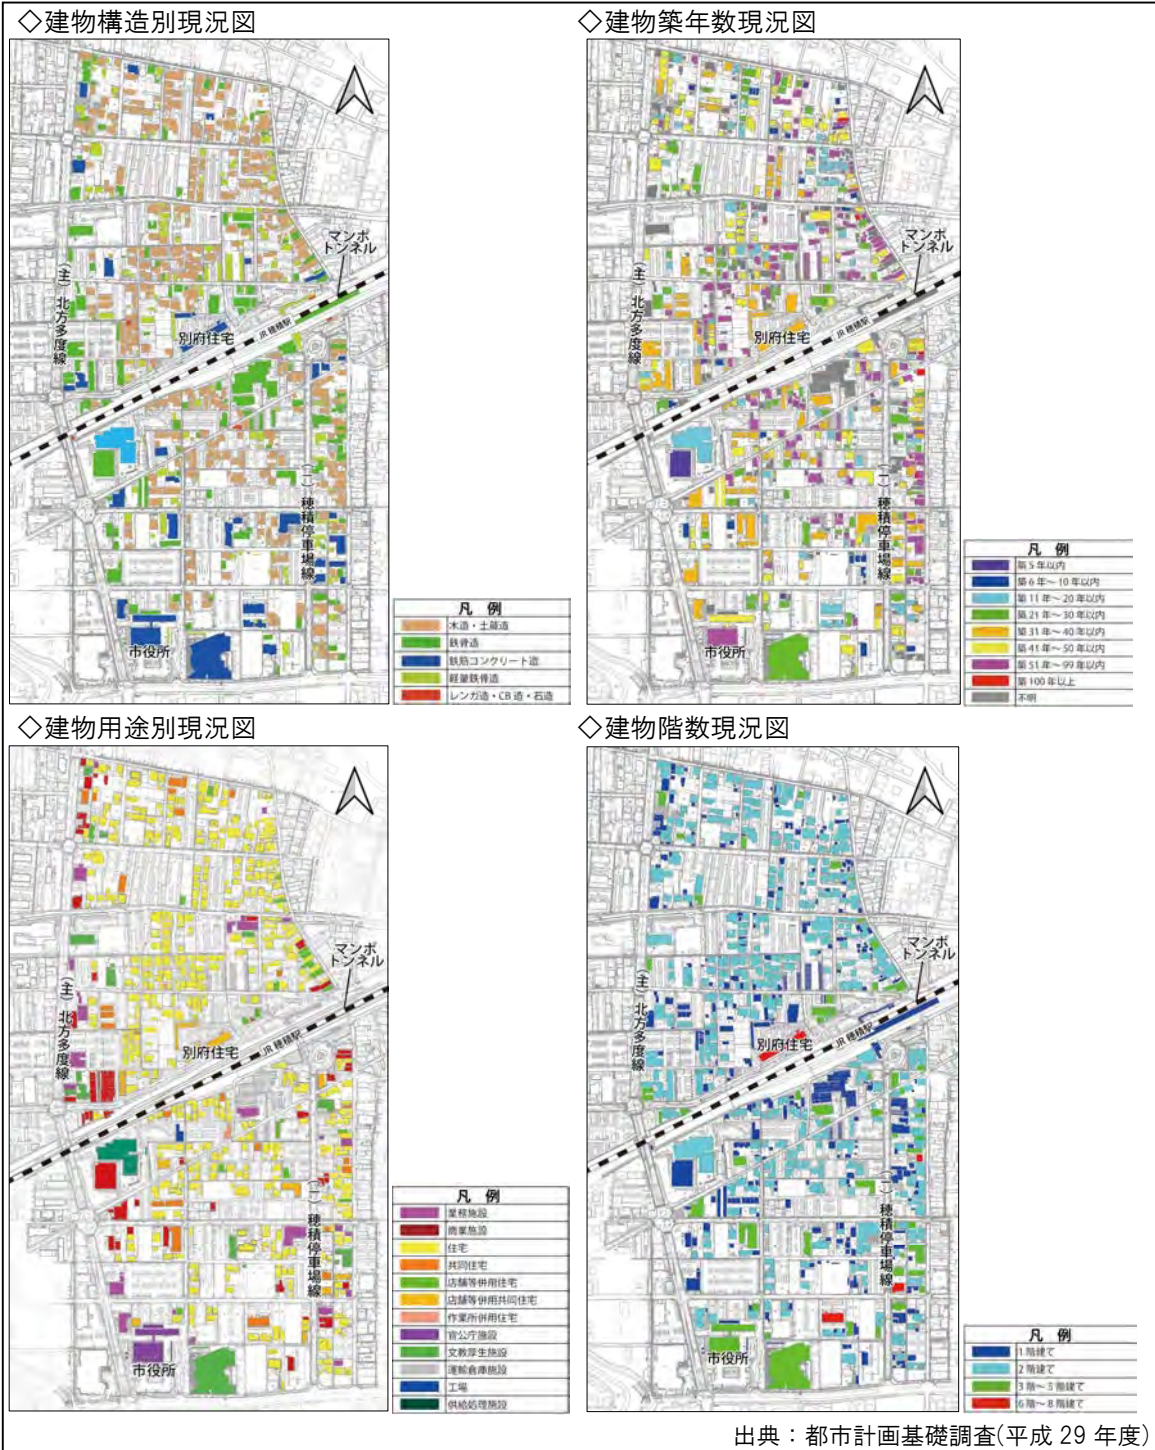 ◇建物構造別現況図
マンボ
トンネル
(主)北方多度線
別府住宅
JR穂積駅
(一)穂積停車場線
市役所
凡 例
木造・土蔵造
鉄骨造
鉄筋コンクリート造
軽量鉄骨造
レンガ造・CB造・石造
◇建物築年数現況図
マンボ
トンネル
(主)北方多度線
別府住宅
JR穂積駅
(一)穂積停車場線
市役所
凡 例
築5年以内
築6年～10年以内
築11年～20年以内
築21年～30年以内
築31年～40年以内
築41年～50年以内
築51年～99年以内
築100年以上
不明
◇建物用途別現況図
マンボ
トンネル
(主)北方多度線
別府住宅
JR穂積駅
(一)穂積停車場線
市役所
凡 例
業務施設
商業施設
住宅
共同住宅
店舗等併用住宅
店舗等併用共同住宅
作業所併用住宅
官公庁施設
文教厚生施設
運輸倉庫施設
工場
供給処理施設
◇建物階数現況図
マンボ
トンネル
(主)北方多度線
別府住宅
JR穂積駅
(一)穂積停車場線
市役所
凡 例
1階建て
2階建て
3階～5階建て
6階～8階建て
出典：都市計画基礎調査(平成 29 年度)